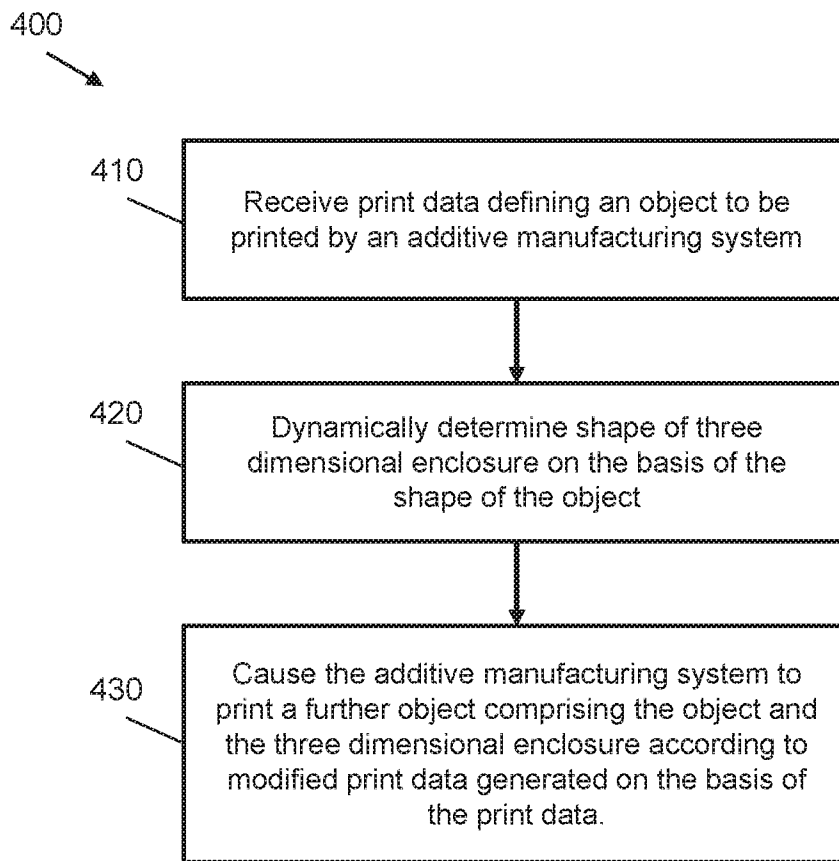 400
410
Receive print data defining an object to be
printed by an additive manufacturing system
420
Dynamically determine shape of three
dimensional enclosure on the basis of the
shape of the object
430
Cause the additive manufacturing system to
print a further object comprising the object and
the three dimensional enclosure according to
modified print data generated on the basis of
the print data.